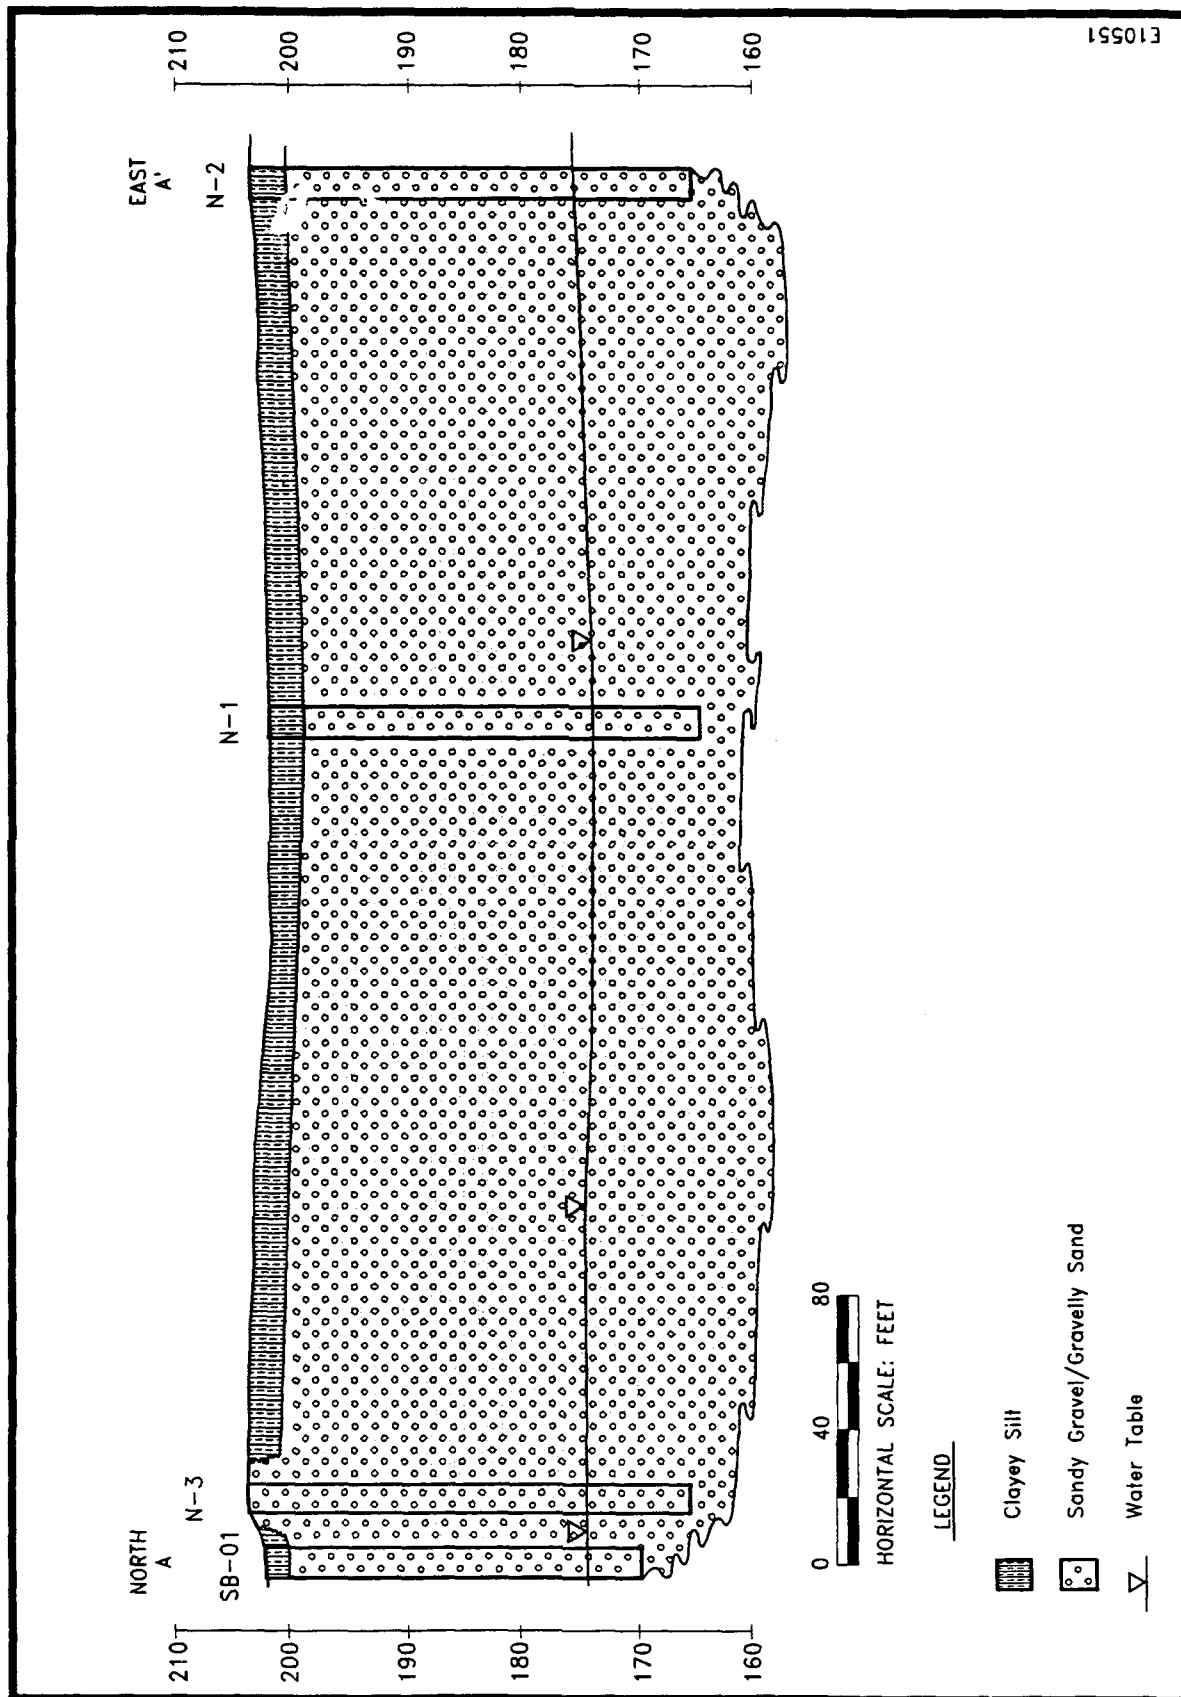 NORTH
A
EAST
A'
SB-01
N-3
N-1
N-2
210
200
190
180
170
160
210
200
190
180
170
160
0
40
80
HORIZONTAL SCALE: FEET
LEGEND
Clayey Silt
Sandy Gravel/Gravelly Sand
Water Table
E10551